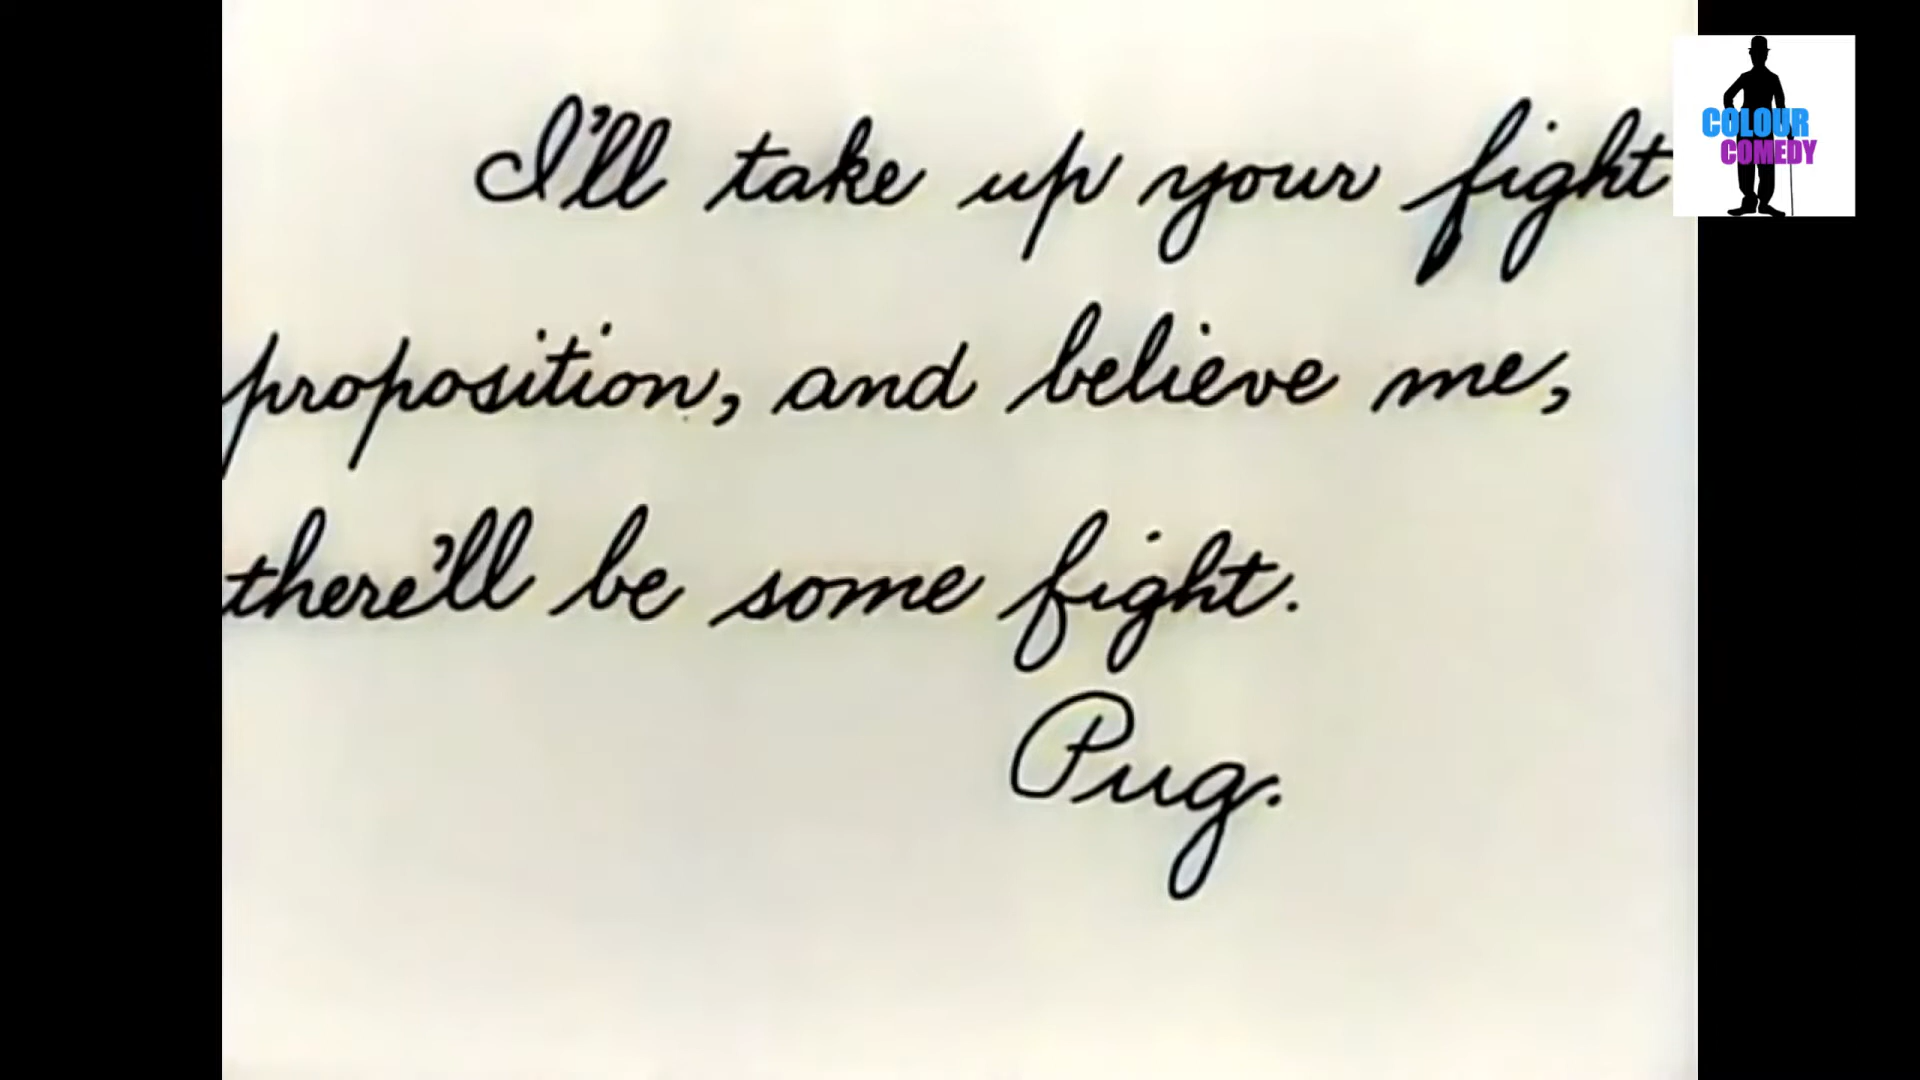 I'll take up your fight
proposition, and believe me,
there'll be some fight.
Pug.
COLOUR
COMEDY